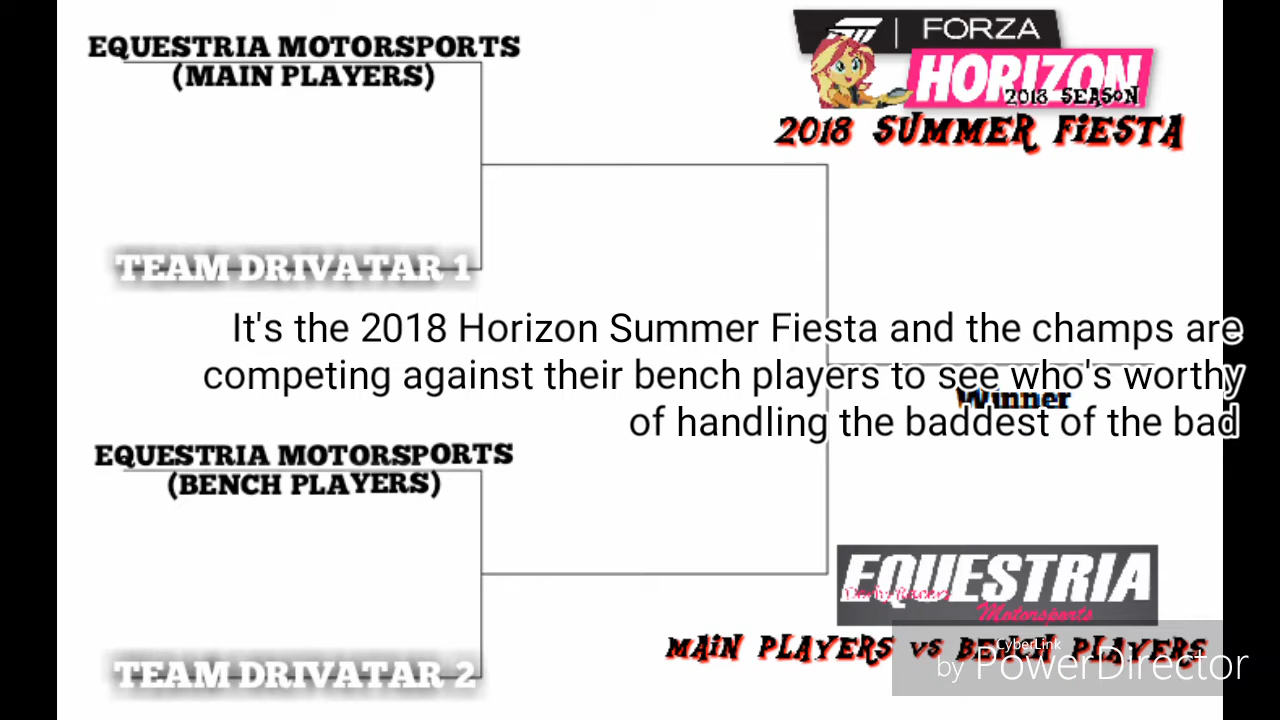 EQUESTRIA MOTORSPORTS
(MAIN PLAYERS)
FORZA
HORIZON
2018 SEASON
2018 SUMMER FiESTA
TEAM DRIVATAR 1
It's the 2018 Horizon Summer Fiesta and the champs are
competing against their bench players to see who's worthy
of handling the baddest of the bad
Winner
EQUESTRIA MOTORSPORTS
(BENCH PLAYERS)
EQUESTRIA
Derby Racers
Motorsports
MAiN PLAYERS vs BENCH PLAYERS
TEAM DRIVATAR 2
CyberLink
by PowerDirector